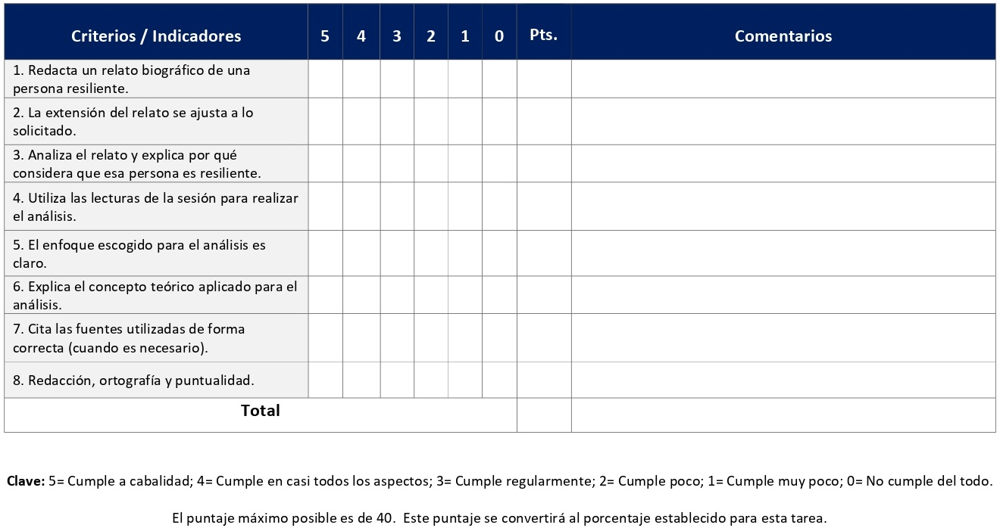 Criterios / Indicadores 5 4 3 2 1 0 Pts. Comentarios
1. Redacta un relato biográfico de una
persona resiliente.
2. La extensión del relato se ajusta a lo
solicitado.
3. Analiza el relato y explica por qué
considera que esa persona es resiliente.
4. Utiliza las lecturas de la sesión para realizar
el análisis.
5. El enfoque escogido para el análisis es
claro.
6. Explica el concepto teórico aplicado para el
análisis.
7. Cita las fuentes utilizadas de forma
correcta (cuando es necesario).
8. Redacción, ortografía y puntualidad.
Total
Clave: 5= Cumple a cabalidad; 4= Cumple en casi todos los aspectos; 3= Cumple regularmente; 2= Cumple poco; 1= Cumple muy poco; 0= No cumple del todo.
El puntaje máximo posible es de 40. Este puntaje se convertirá al porcentaje establecido para esta tarea.